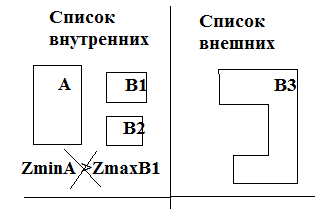 Список
внутренних
Список
внешних
A
B1
B2
B3
ZminA > ZmaxB1